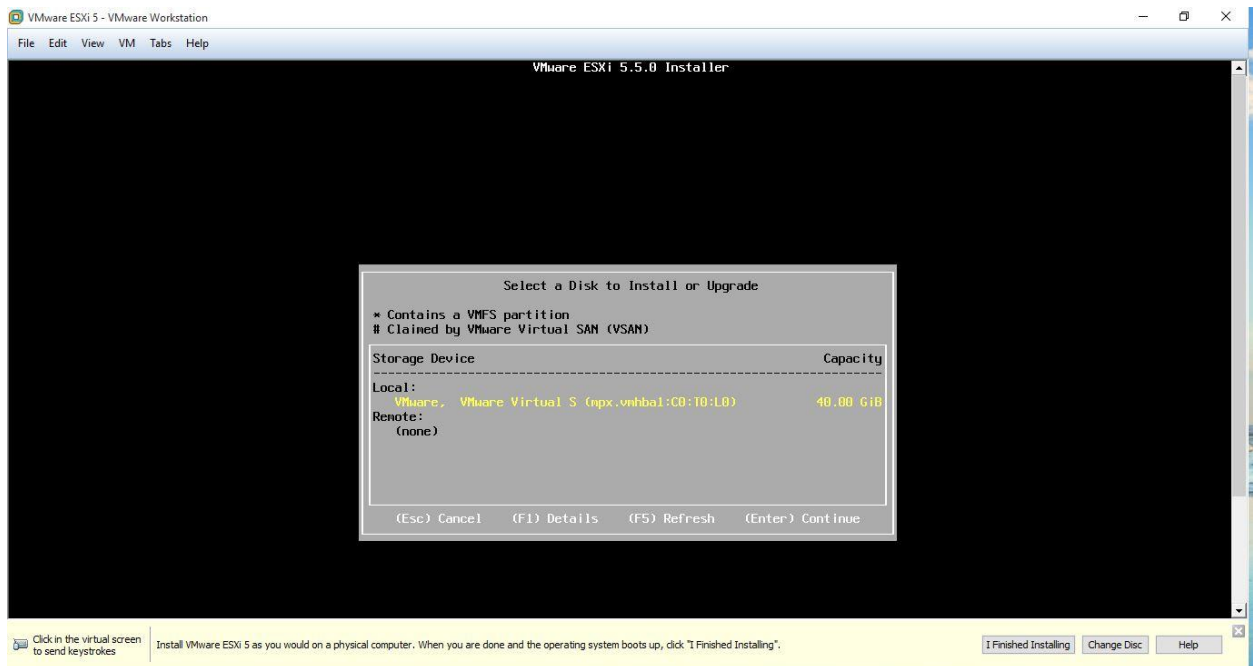 VMware ESXi 5 - VMware Workstation
File Edit View VM Tabs Help
VMware ESXi 5.5.0 Installer
Select a Disk to Install or Upgrade
* Contains a VMFS partition
# Claimed by VMware Virtual SAN (VSAN)
Storage Device Capacity
Local:
VMware, VMware Virtual S (mpx.vmhba1:C0:T0:L0) 40.00 GiB
Remote:
(none)
(Esc) Cancel (F1) Details (F5) Refresh (Enter) Continue
Click in the virtual screen
to send keystrokes
Install VMware ESXi 5 as you would on a physical computer. When you are done and the operating system boots up, click "I Finished Installing".
I Finished Installing Change Disc Help